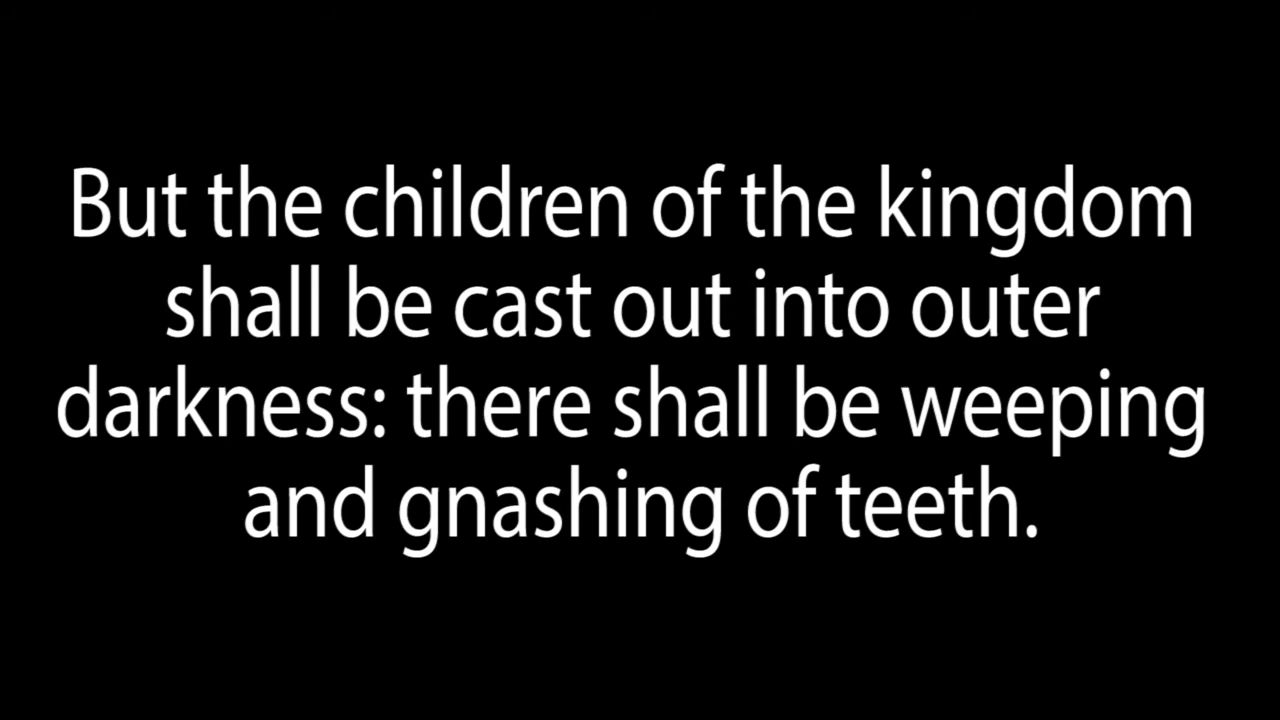 But the children of the kingdom
shall be cast out into outer
darkness: there shall be weeping
and gnashing of teeth.